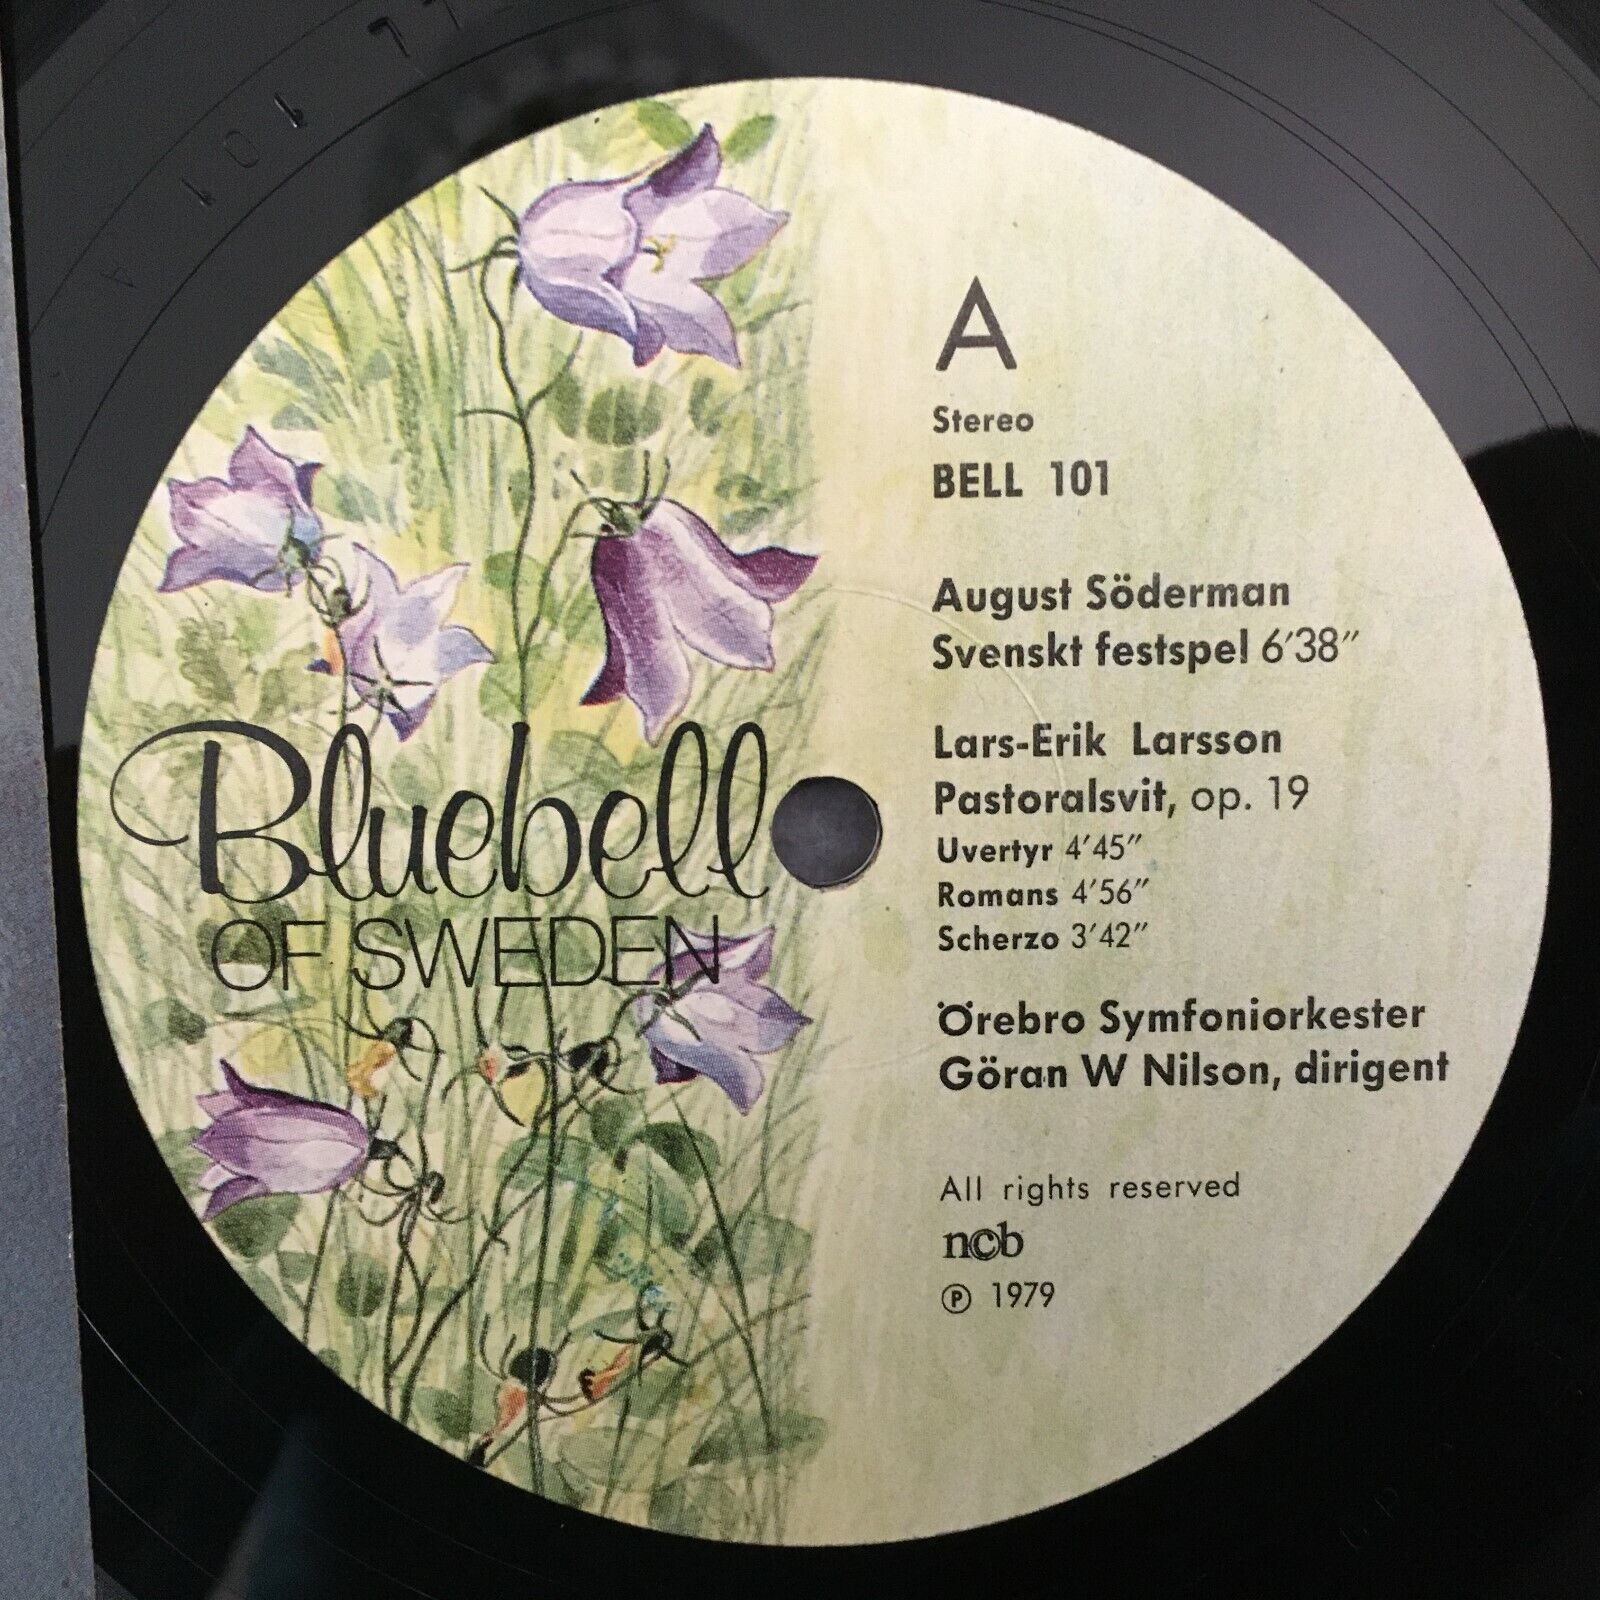 Bluebell
OF SWEDEN
A
Stereo
BELL 101
August Söderman
Svenskt festspel 6'38"
Lars-Erik Larsson
Pastoralsvit, op. 19
Uvertyr 4'45"
Romans 4'56"
Scherzo 3'42"
Örebro Symfoniorkester
Göran W Nilson, dirigent
All rights reserved
ncb
Ⓟ 1979